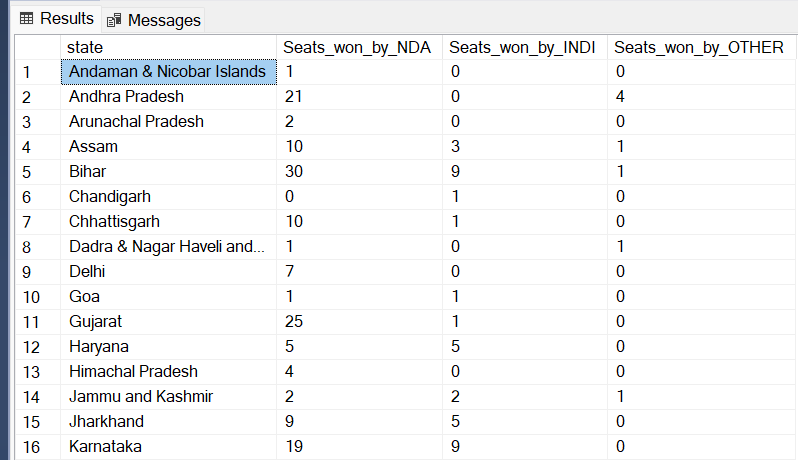 Results Messages
state Seats_won_by_NDA Seats_won_by_INDI Seats_won_by_OTHER
1 Andaman & Nicobar Islands 1 0 0
2 Andhra Pradesh 21 0 4
3 Arunachal Pradesh 2 0 0
4 Assam 10 3 1
5 Bihar 30 9 1
6 Chandigarh 0 1 0
7 Chhattisgarh 10 1 0
8 Dadra & Nagar Haveli and... 1 0 1
9 Delhi 7 0 0
10 Goa 1 1 0
11 Gujarat 25 1 0
12 Haryana 5 5 0
13 Himachal Pradesh 4 0 0
14 Jammu and Kashmir 2 2 1
15 Jharkhand 9 5 0
16 Karnataka 19 9 0